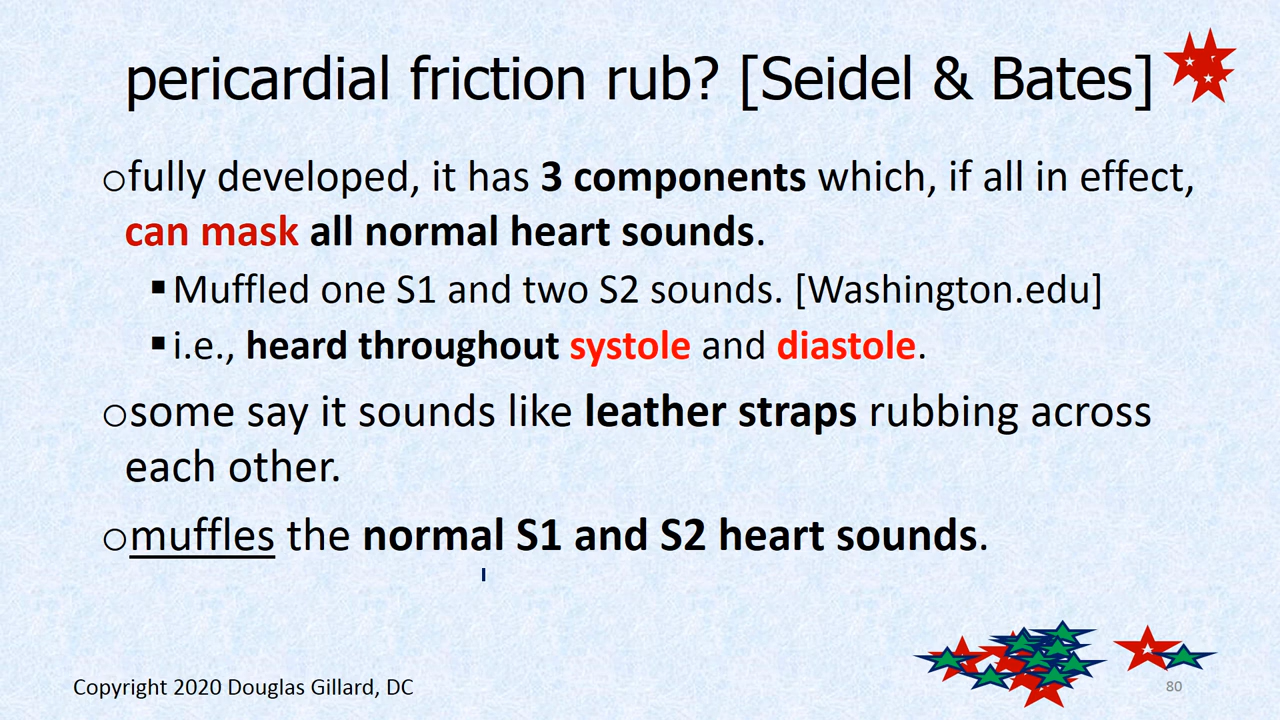 pericardial friction rub? [Seidel & Bates]
fully developed, it has 3 components which, if all in effect,
can mask all normal heart sounds.
Muffled one S1 and two S2 sounds. [Washington.edu]
i.e., heard throughout systole and diastole.
some say it sounds like leather straps rubbing across
each other.
muffles the normal S1 and S2 heart sounds.
Copyright 2020 Douglas Gillard, DC
80